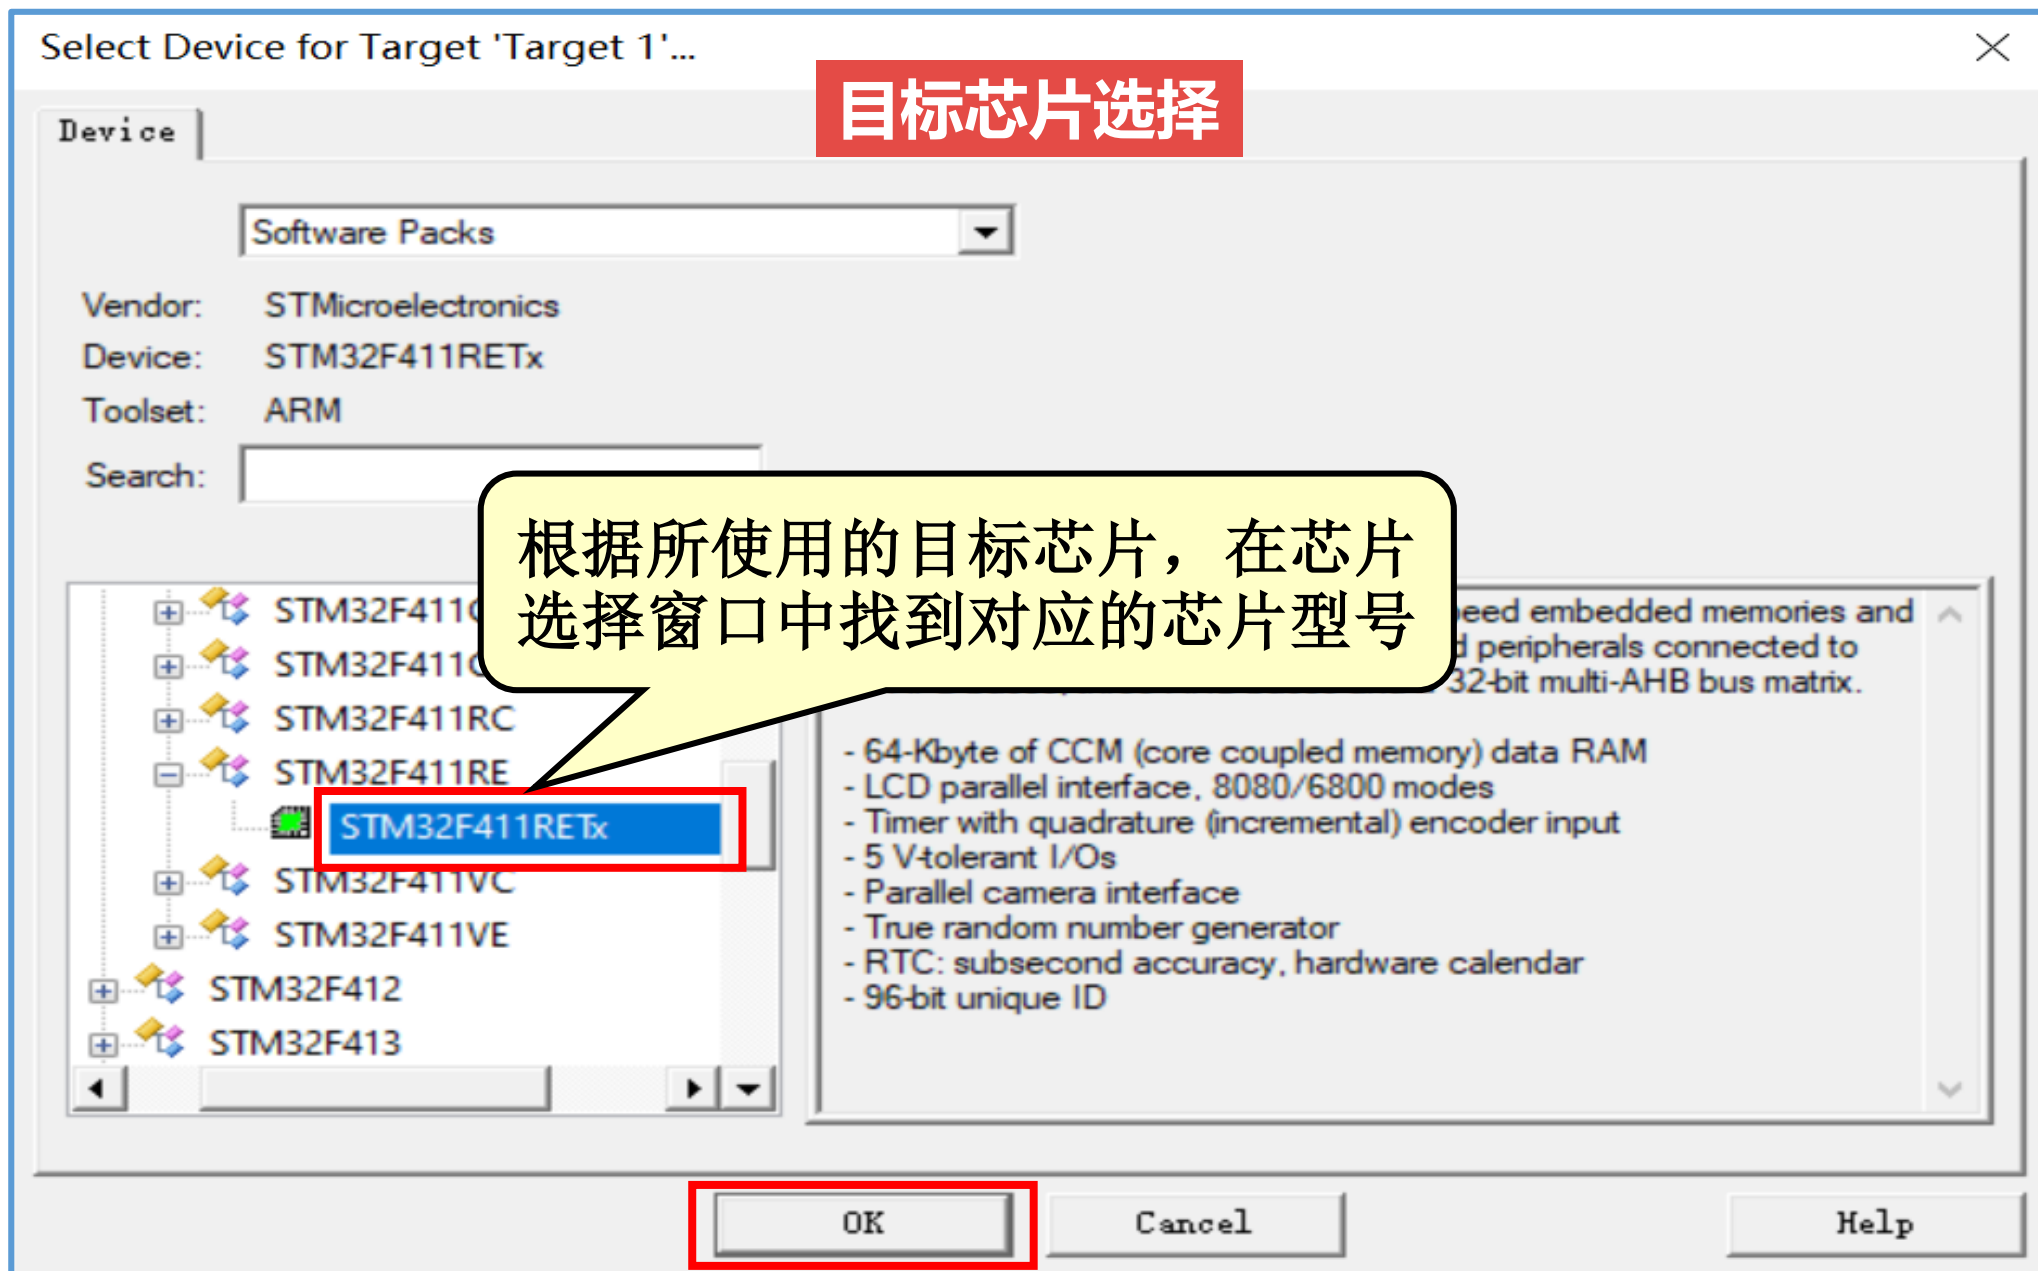 Select Device for Target 'Target 1'...
目标芯片选择
Device
Software Packs
Vendor: STMicroelectronics
Device: STM32F411RETx
Toolset: ARM
Search:
根据所使用的目标芯片，在芯片
选择窗口中找到对应的芯片型号
STM32F411
STM32F411
STM32F411RC
STM32F411RE
STM32F411RETx
STM32F411VC
STM32F411VE
STM32F412
STM32F413
embedded memories and
peripherals connected to
32-bit multi-AHB bus matrix.
- 64-Kbyte of CCM (core coupled memory) data RAM
- LCD parallel interface, 8080/6800 modes
- Timer with quadrature (incremental) encoder input
- 5 V-tolerant I/Os
- Parallel camera interface
- True random number generator
- RTC: subsecond accuracy, hardware calendar
- 96-bit unique ID
OK
Cancel
Help